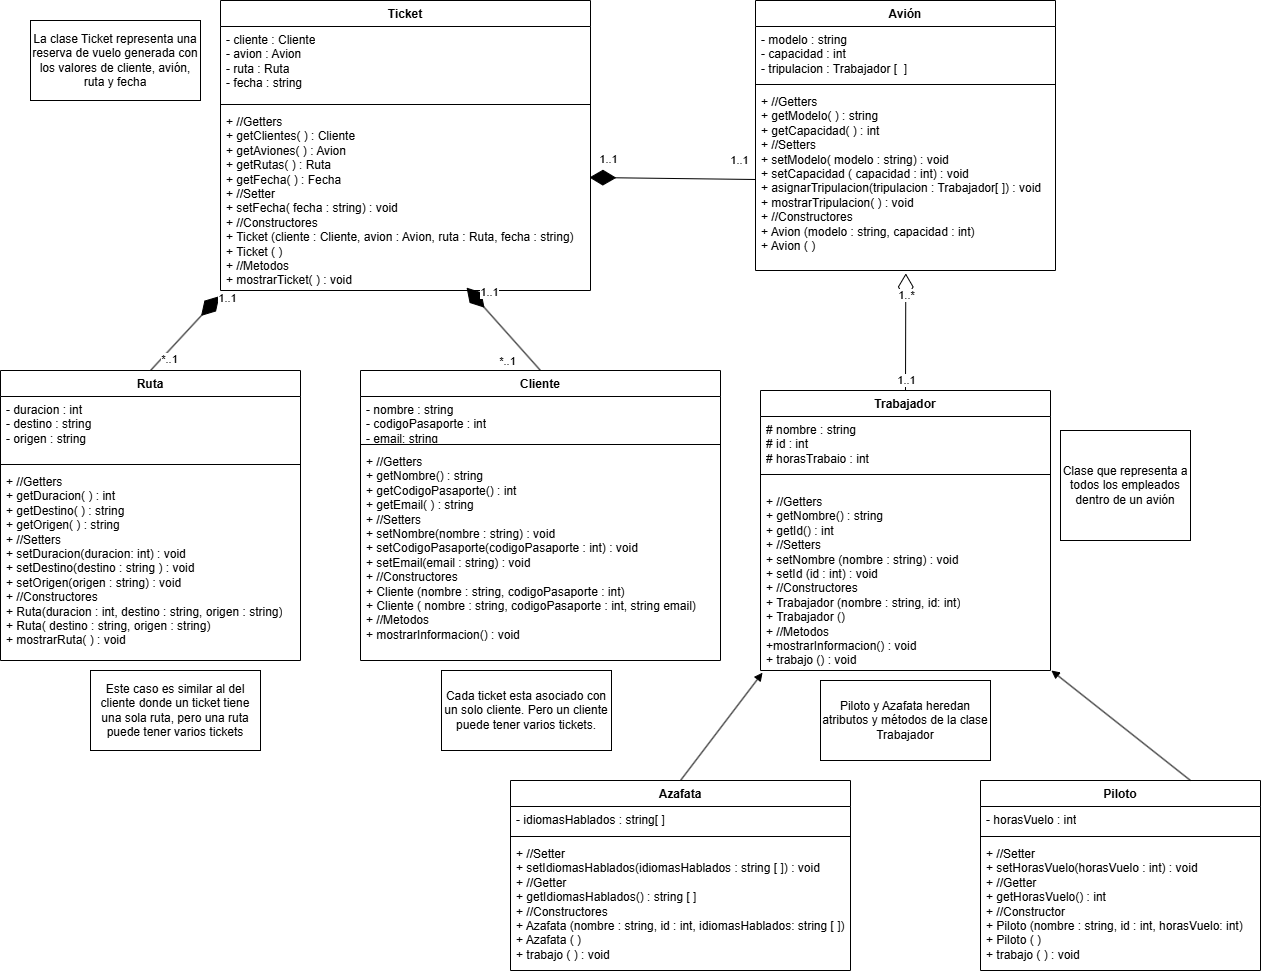 La clase Ticket representa una
reserva de vuelo generada con
los valores de cliente, avión,
ruta y fecha
Ticket
- cliente : Cliente
- avion : Avion
- ruta : Ruta
- fecha : string
+ //Getters
+ getClientes( ) : Cliente
+ getAviones( ) : Avion
+ getRutas( ) : Ruta
+ getFecha( ) : Fecha
+ //Setter
+ setFecha( fecha : string) : void
+ //Constructores
+ Ticket (cliente : Cliente, avion : Avion, ruta : Ruta, fecha : string)
+ Ticket ( )
+ //Metodos
+ mostrarTicket( ) : void
1..1
1..1
Avión
- modelo : string
- capacidad : int
- tripulacion : Trabajador [ ]
+ //Getters
+ getModelo( ) : string
+ getCapacidad( ) : int
+ //Setters
+ setModelo( modelo : string) : void
+ setCapacidad ( capacidad : int) : void
+ asignarTripulacion(tripulacion : Trabajador[ ]) : void
+ mostrarTripulacion( ) : void
+ //Constructores
+ Avion (modelo : string, capacidad : int)
+ Avion ( )
1..1
1..1
1..*
*..1
*..1
1..1
Ruta
- duracion : int
- destino : string
- origen : string
+ //Getters
+ getDuracion( ) : int
+ getDestino( ) : string
+ getOrigen( ) : string
+ //Setters
+ setDuracion(duracion: int) : void
+ setDestino(destino : string ) : void
+ setOrigen(origen : string) : void
+ //Constructores
+ Ruta(duracion : int, destino : string, origen : string)
+ Ruta( destino : string, origen : string)
+ mostrarRuta( ) : void
Cliente
- nombre : string
- codigoPasaporte : int
- email: string
+ //Getters
+ getNombre() : string
+ getCodigoPasaporte() : int
+ getEmail( ) : string
+ //Setters
+ setNombre(nombre : string) : void
+ setCodigoPasaporte(codigoPasaporte : int) : void
+ setEmail(email : string) : void
+ //Constructores
+ Cliente (nombre : string, codigoPasaporte : int)
+ Cliente ( nombre : string, codigoPasaporte : int, string email)
+ //Metodos
+ mostrarInformacion() : void
Trabajador
# nombre : string
# id : int
# horasTrabajo : int
+ //Getters
+ getNombre() : string
+ getId() : int
+ //Setters
+ setNombre (nombre : string) : void
+ setId (id : int) : void
+ //Constructores
+ Trabajador (nombre : string, id: int)
+ Trabajador ()
+ //Metodos
+mostrarInformacion() : void
+ trabajo () : void
Clase que representa a
todos los empleados
dentro de un avión
Este caso es similar al del
cliente donde un ticket tiene
una sola ruta, pero una ruta
puede tener varios tickets
Cada ticket esta asociado con
un solo cliente. Pero un cliente
puede tener varios tickets.
Piloto y Azafata heredan
atributos y métodos de la clase
Trabajador
Azafata
- idiomasHablados : string[ ]
+ //Setter
+ setIdiomasHablados(idiomasHablados : string [ ]) : void
+ //Getter
+ getIdiomasHablados() : string [ ]
+ //Constructores
+ Azafata (nombre : string, id : int, idiomasHablados: string [ ])
+ Azafata ( )
+ trabajo ( ) : void
Piloto
- horasVuelo : int
+ //Setter
+ setHorasVuelo(horasVuelo : int) : void
+ //Getter
+ getHorasVuelo() : int
+ //Constructor
+ Piloto (nombre : string, id : int, horasVuelo: int)
+ Piloto ( )
+ trabajo ( ) : void